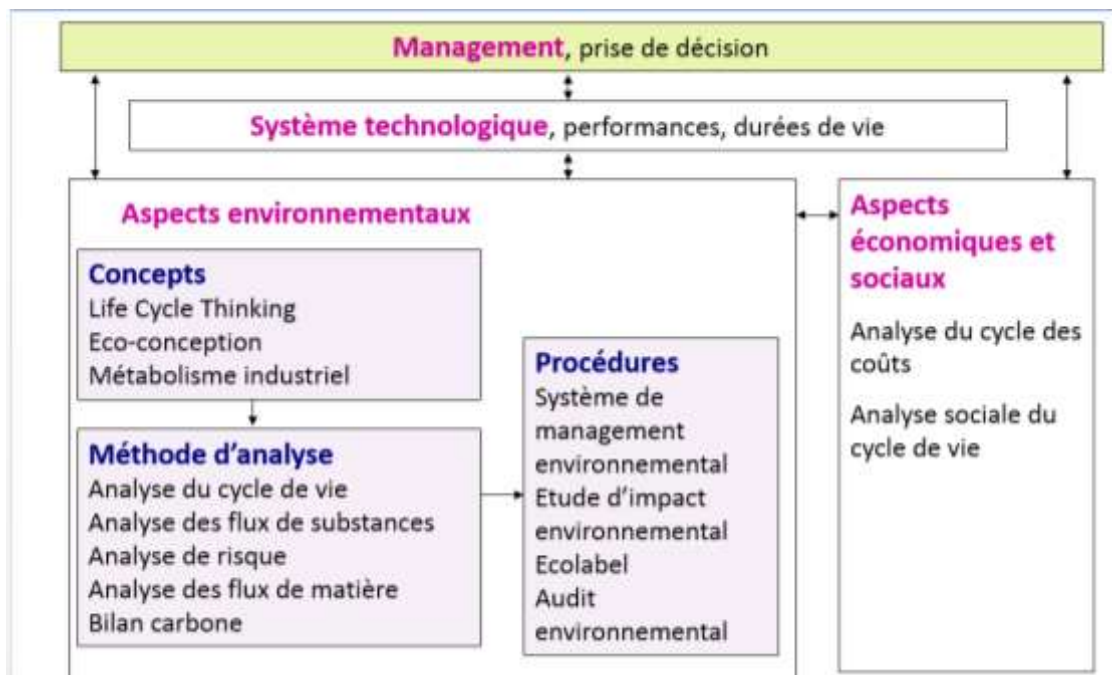 Management, prise de décision
Système technologique, performances, durées de vie
Aspects environnementaux
Concepts
Life Cycle Thinking
Eco-conception
Métabolisme industriel
Méthode d'analyse
Analyse du cycle de vie
Analyse des flux de substances
Analyse de risque
Analyse des flux de matière
Bilan carbone
Procédures
Système de
management
environnemental
Etude d'impact
environnemental
Ecolabel
Audit
environnemental
Aspects
économiques et
sociaux
Analyse du cycle des
coûts
Analyse sociale du
cycle de vie